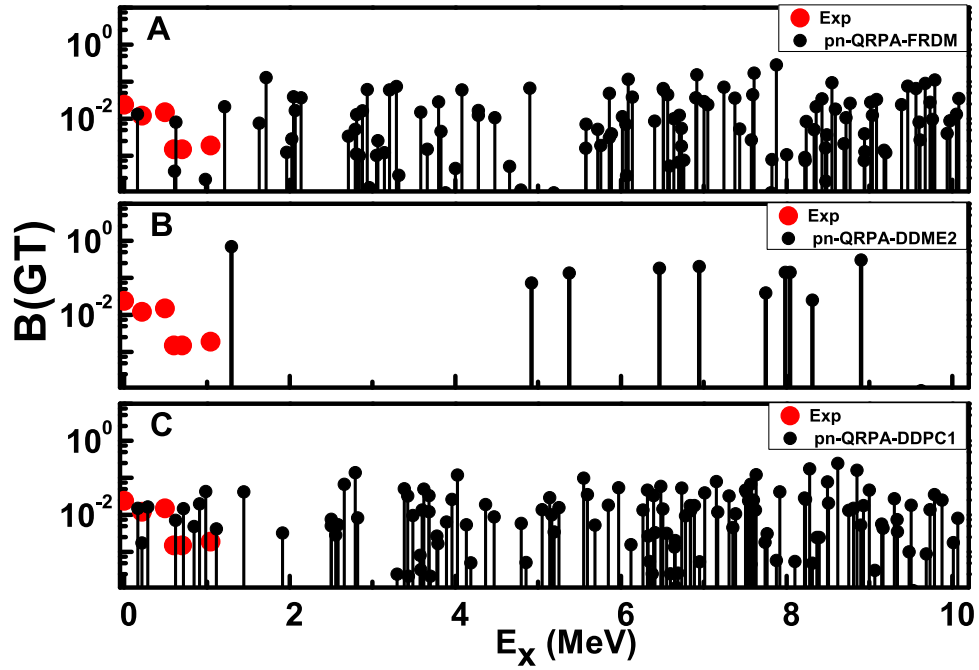 A
Exp
pn-QRPA-FRDM
10^0
10^-2
B
Exp
pn-QRPA-DDME2
10^0
10^-2
B(GT)
C
Exp
pn-QRPA-DDPC1
10^0
10^-2
0 2 4 6 8 10
E_x (MeV)